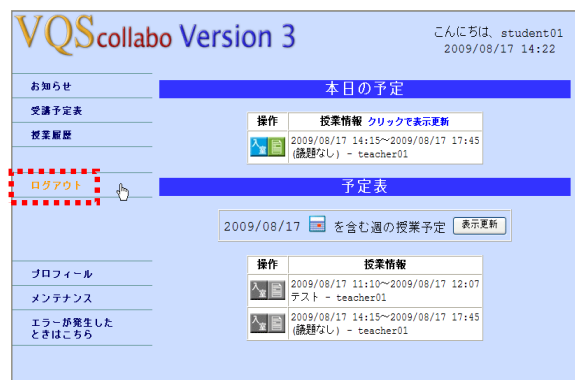 VQScollabo Version 3
こんにちは、student01
2009/08/17 14:22
お知らせ
受講予定表
授業履歴
ログアウト
プロフィール
メンテナンス
エラーが発生した
ときはこちら
本日の予定
操作 授業情報 クリックで表示更新
入室 2009/08/17 14:15～2009/08/17 17:45
(議題なし) - teacher01
予定表
2009/08/17 を含む週の授業予定 表示更新
操作 授業情報
入室 2009/08/17 11:10～2009/08/17 12:07
テスト - teacher01
入室 2009/08/17 14:15～2009/08/17 17:45
(議題なし) - teacher01